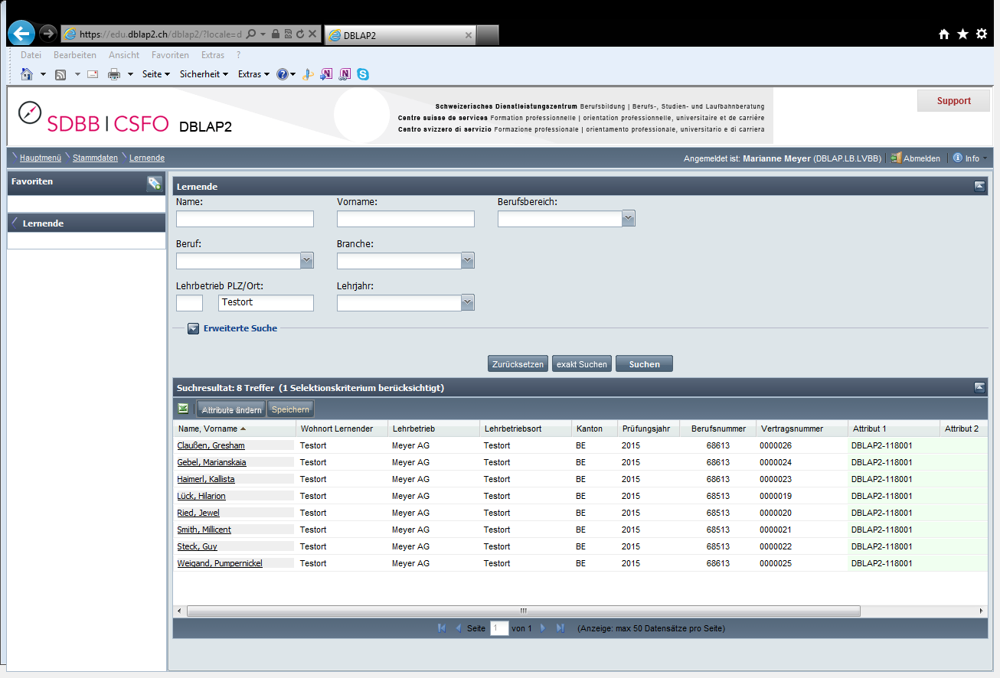 https://edu.dblap2.ch/dblap2/?locale=d
DBLAP2
Datei Bearbeiten Ansicht Favoriten Extras ?
Seite Sicherheit Extras
SDBB | CSFO DBLAP2
Schweizerisches Dienstleistungszentrum Berufsbildung | Berufs-, Studien- und Laufbahnberatung
Centre suisse de services Formation professionnelle | orientation professionnelle, universitaire et de carrière
Centro svizzero di servizio Formazione professionale | orientamento professionale, universitario e di carriera
Support
Hauptmenü Stammdaten Lernende
Angemeldet ist: Marianne Meyer (DBLAP.LB.LVBB) Abmelden Info
Favoriten
Lernende
Lernende
Name: Vorname: Berufsbereich:
Beruf: Branche:
Lehrbetrieb PLZ/Ort: Lehrjahr:
Testort
Erweiterte Suche
Zurücksetzen exakt Suchen Suchen
Suchresultat: 8 Treffer (1 Selektionskriterium berücksichtigt)
Attribute ändern Speichern
Name, Vorname Wohnort Lernender Lehrbetrieb Lehrbetriebsort Kanton Prüfungsjahr Berufsnummer Vertragsnummer Attribut 1 Attribut 2
Claußen, Gresham Testort Meyer AG Testort BE 2015 68613 0000026 DBLAP2-118001
Gebel, Marianskaia Testort Meyer AG Testort BE 2015 68613 0000024 DBLAP2-118001
Haimerl, Kallista Testort Meyer AG Testort BE 2015 68613 0000023 DBLAP2-118001
Lück, Hilarion Testort Meyer AG Testort BE 2015 68513 0000019 DBLAP2-118001
Ried, Jewel Testort Meyer AG Testort BE 2015 68513 0000020 DBLAP2-118001
Smith, Millicent Testort Meyer AG Testort BE 2015 68513 0000021 DBLAP2-118001
Steck, Guy Testort Meyer AG Testort BE 2015 68513 0000022 DBLAP2-118001
Weigand, Pumpernickel Testort Meyer AG Testort BE 2015 68613 0000025 DBLAP2-118001
Seite 1 von 1 (Anzeige: max 50 Datensätze pro Seite)